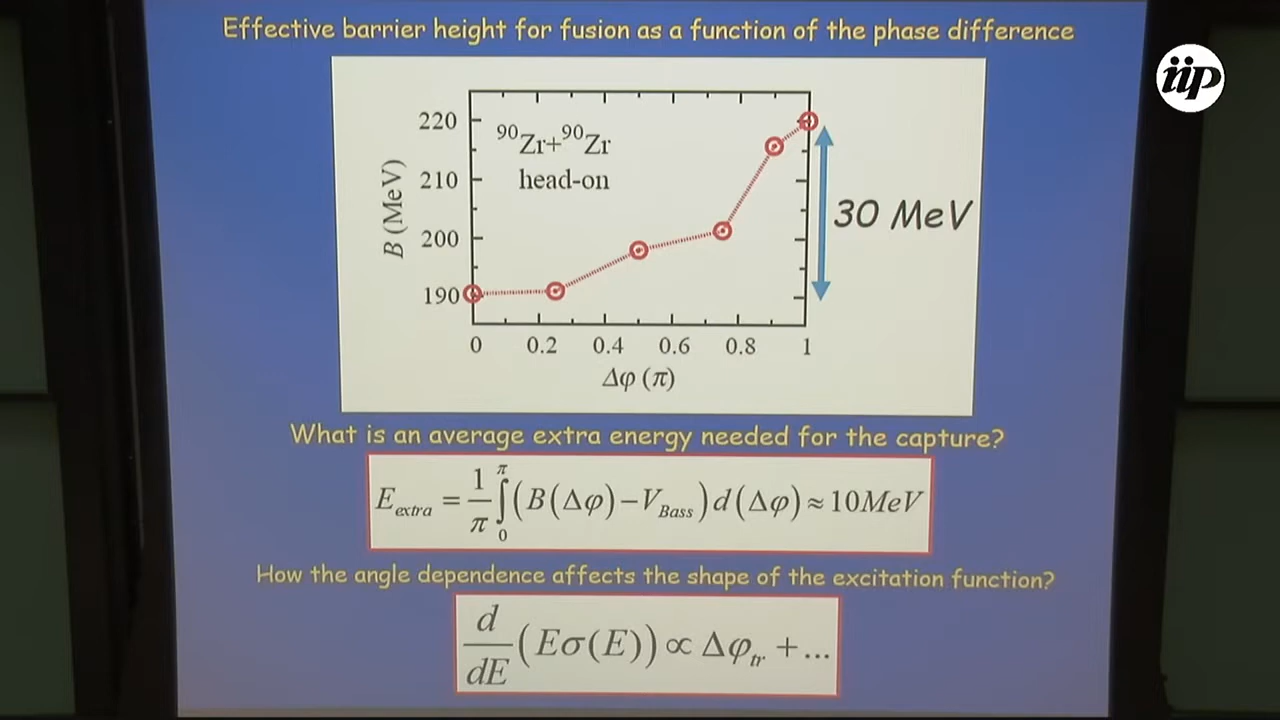 Effective barrier height for fusion as a function of the phase difference
iip
220
210
200
190
B (MeV)
⁹⁰Zr+⁹⁰Zr
head-on
30 MeV
0 0.2 0.4 0.6 0.8 1
Δφ (π)
What is an average extra energy needed for the capture?
E_extra = 1/π ∫₀^π (B(Δφ)−V_Bass) d(Δφ) ≈ 10MeV
How the angle dependence affects the shape of the excitation function?
d/dE (Eσ(E)) ∝ Δφ_tr + ...